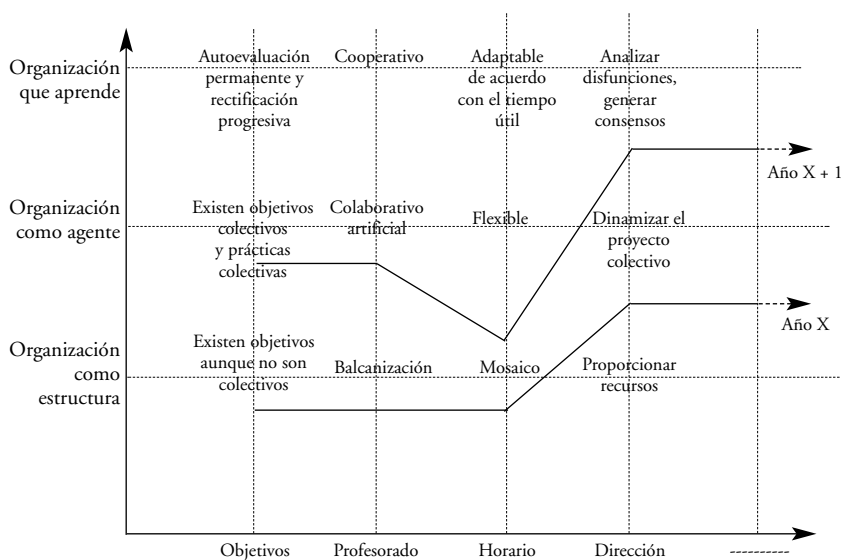 Organización
que aprende
Autoevaluación
permanente y
rectificación
progresiva
Cooperativo
Adaptable
de acuerdo
con el tiempo
útil
Analizar
disfunciones,
generar
consensos
Año X + 1
Organización
como agente
Existen objetivos
colectivos
y prácticas
colectivas
Colaborativo
artificial
Flexible
Dinamizar el
proyecto
colectivo
Año X
Organización
como
estructura
Existen objetivos
aunque no son
colectivos
Balcanización
Mosaico
Proporcionar
recursos
Objetivos
Profesorado
Horario
Dirección
----------